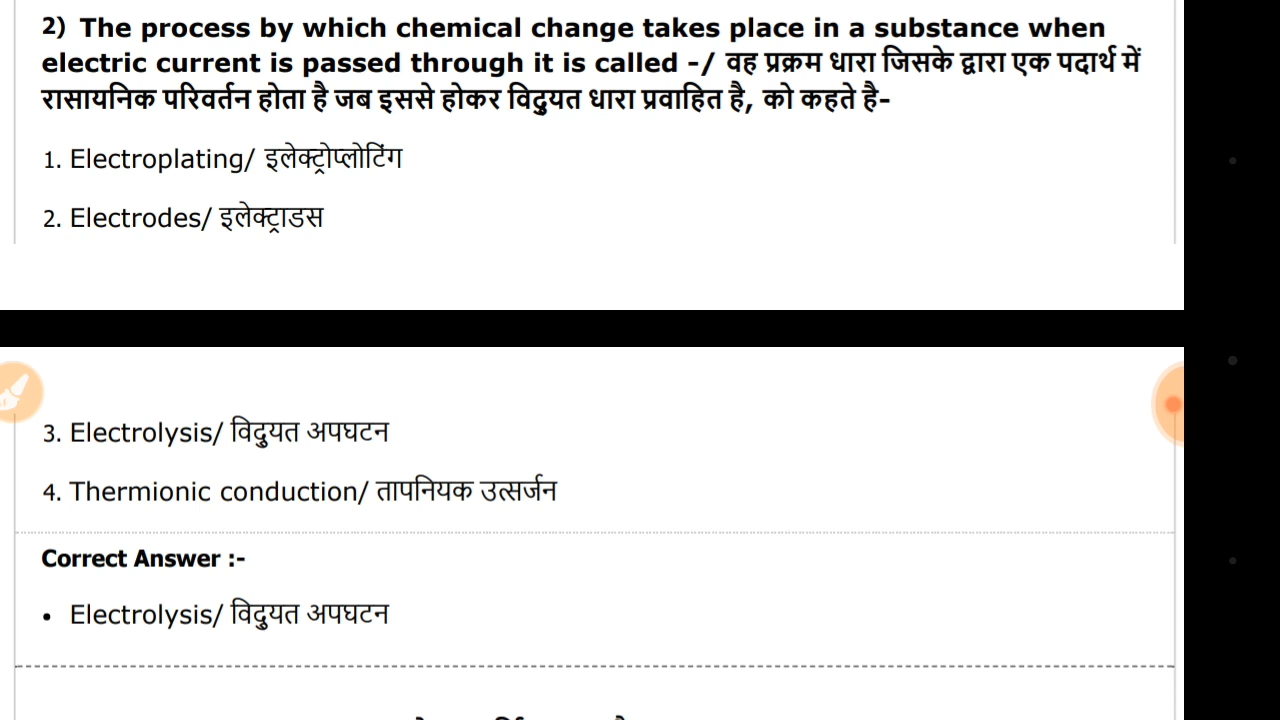 2) The process by which chemical change takes place in a substance when
electric current is passed through it is called -/ वह प्रक्रम धारा जिसके द्वारा एक पदार्थ में
रासायनिक परिवर्तन होता है जब इससे होकर विद्युत धारा प्रवाहित है, को कहते है-
1. Electroplating/ इलेक्ट्रोप्लोटिंग
2. Electrodes/ इलेक्ट्राडस
3. Electrolysis/ विद्युत अपघटन
4. Thermionic conduction/ तापनियक उत्सर्जन
Correct Answer :-
• Electrolysis/ विद्युत अपघटन